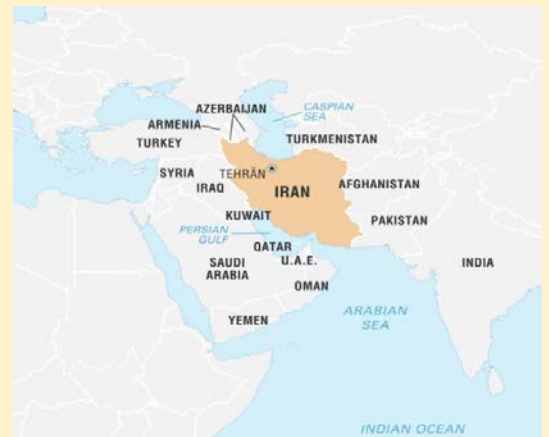 AZERBAIJAN
CASPIAN
SEA
ARMENIA
TURKEY
TURKMENISTAN
SYRIA
TEHRĀN
IRAQ
IRAN
AFGHANISTAN
KUWAIT
PAKISTAN
PERSIAN
GULF
QATAR
U.A.E.
SAUDI
ARABIA
INDIA
OMAN
ARABIAN
SEA
YEMEN
INDIAN OCEAN